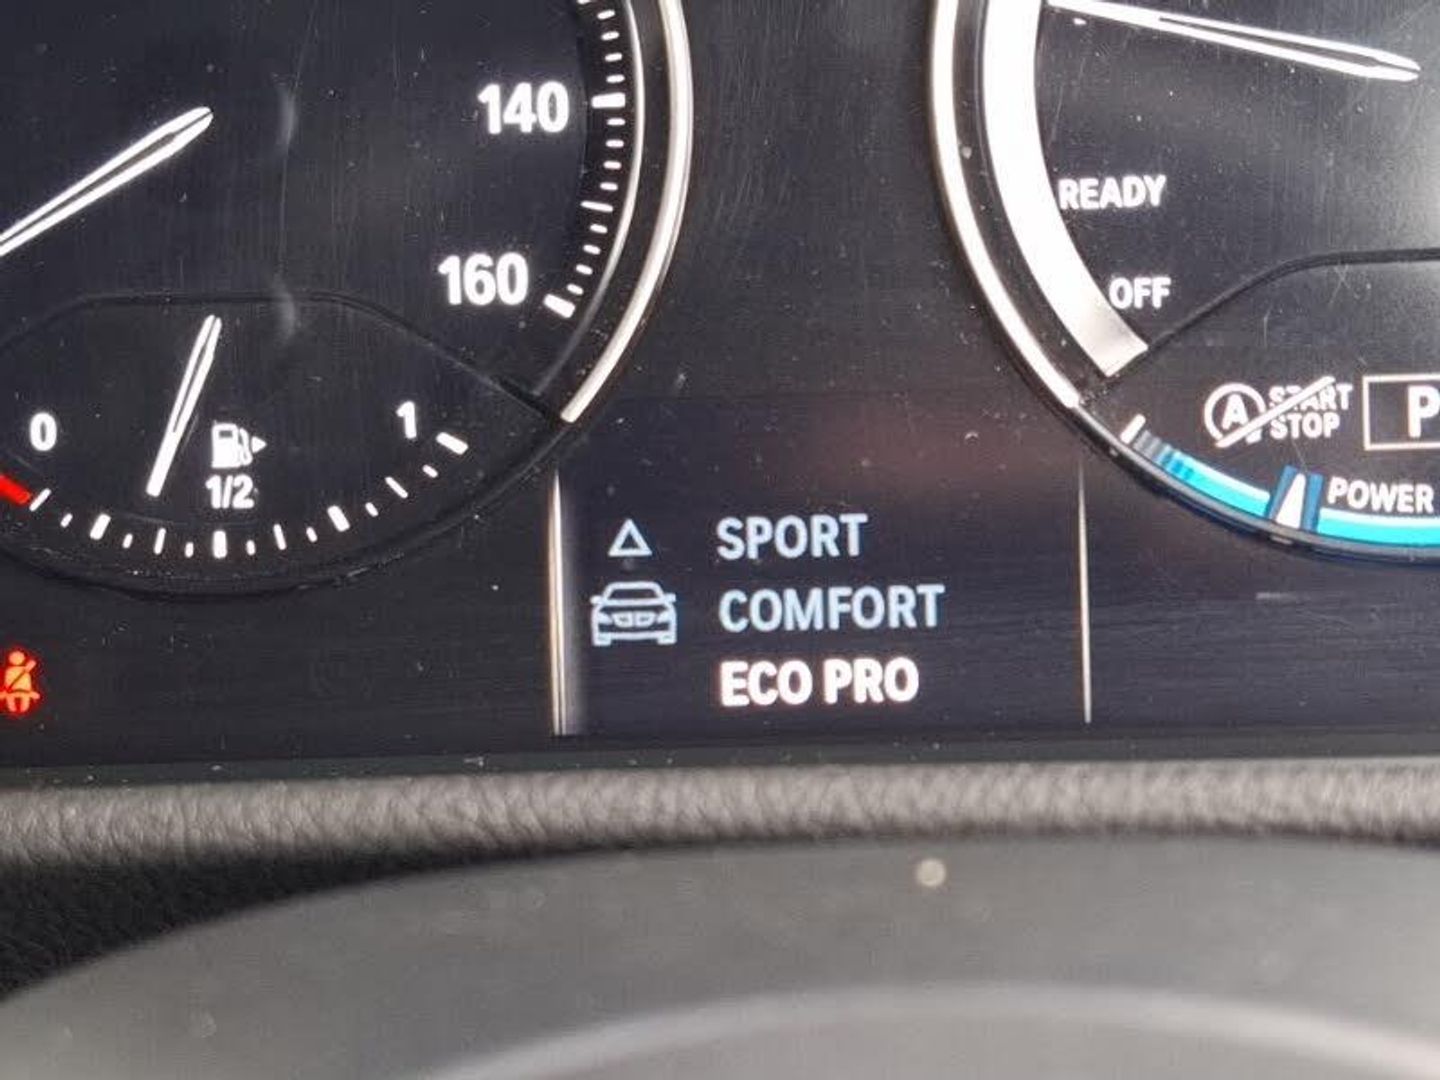 140
160
READY
OFF
0
1
1/2
A START
STOP
P
POWER
SPORT
COMFORT
ECO PRO